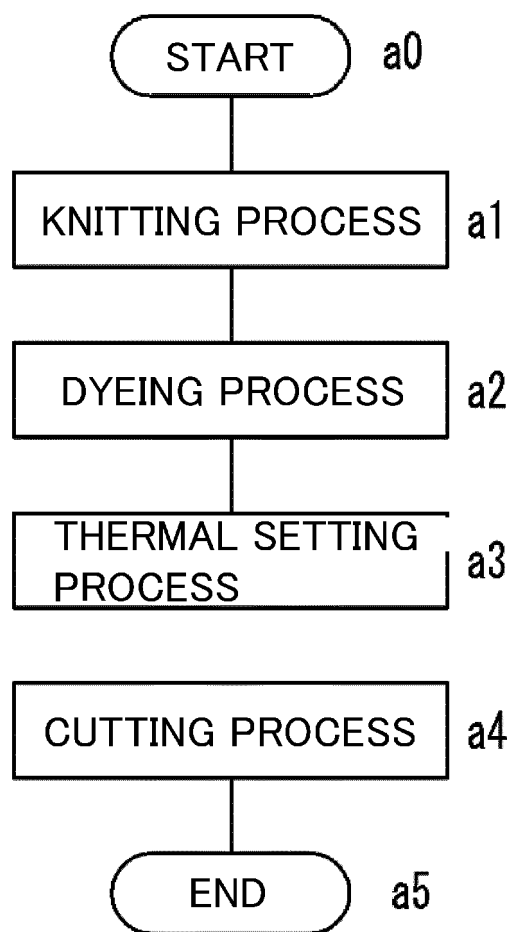 START a0
KNITTING PROCESS a1
DYEING PROCESS a2
THERMAL SETTING
PROCESS a3
CUTTING PROCESS a4
END a5